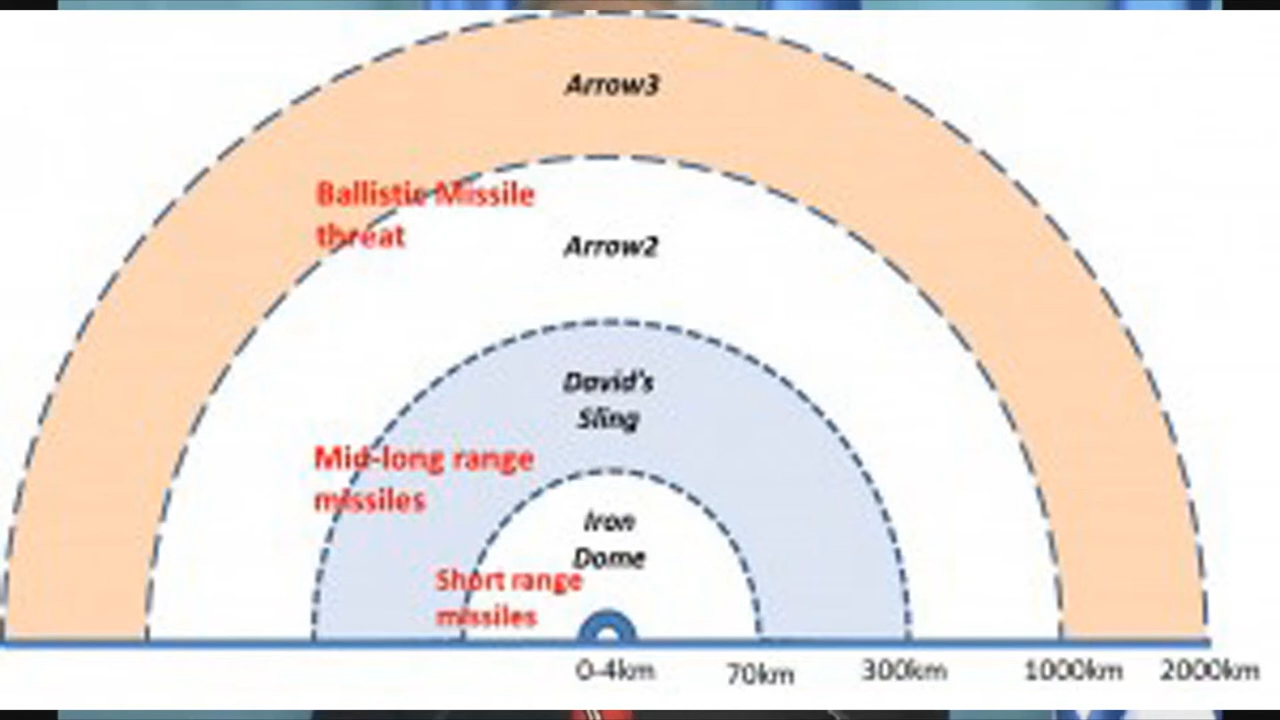 Arrow3
Ballistic Missile
threat
Arrow2
David's
Sling
Mid-long range
missiles
Iron
Dome
Short range
missiles
0-4km
70km
300km
1000km
2000km